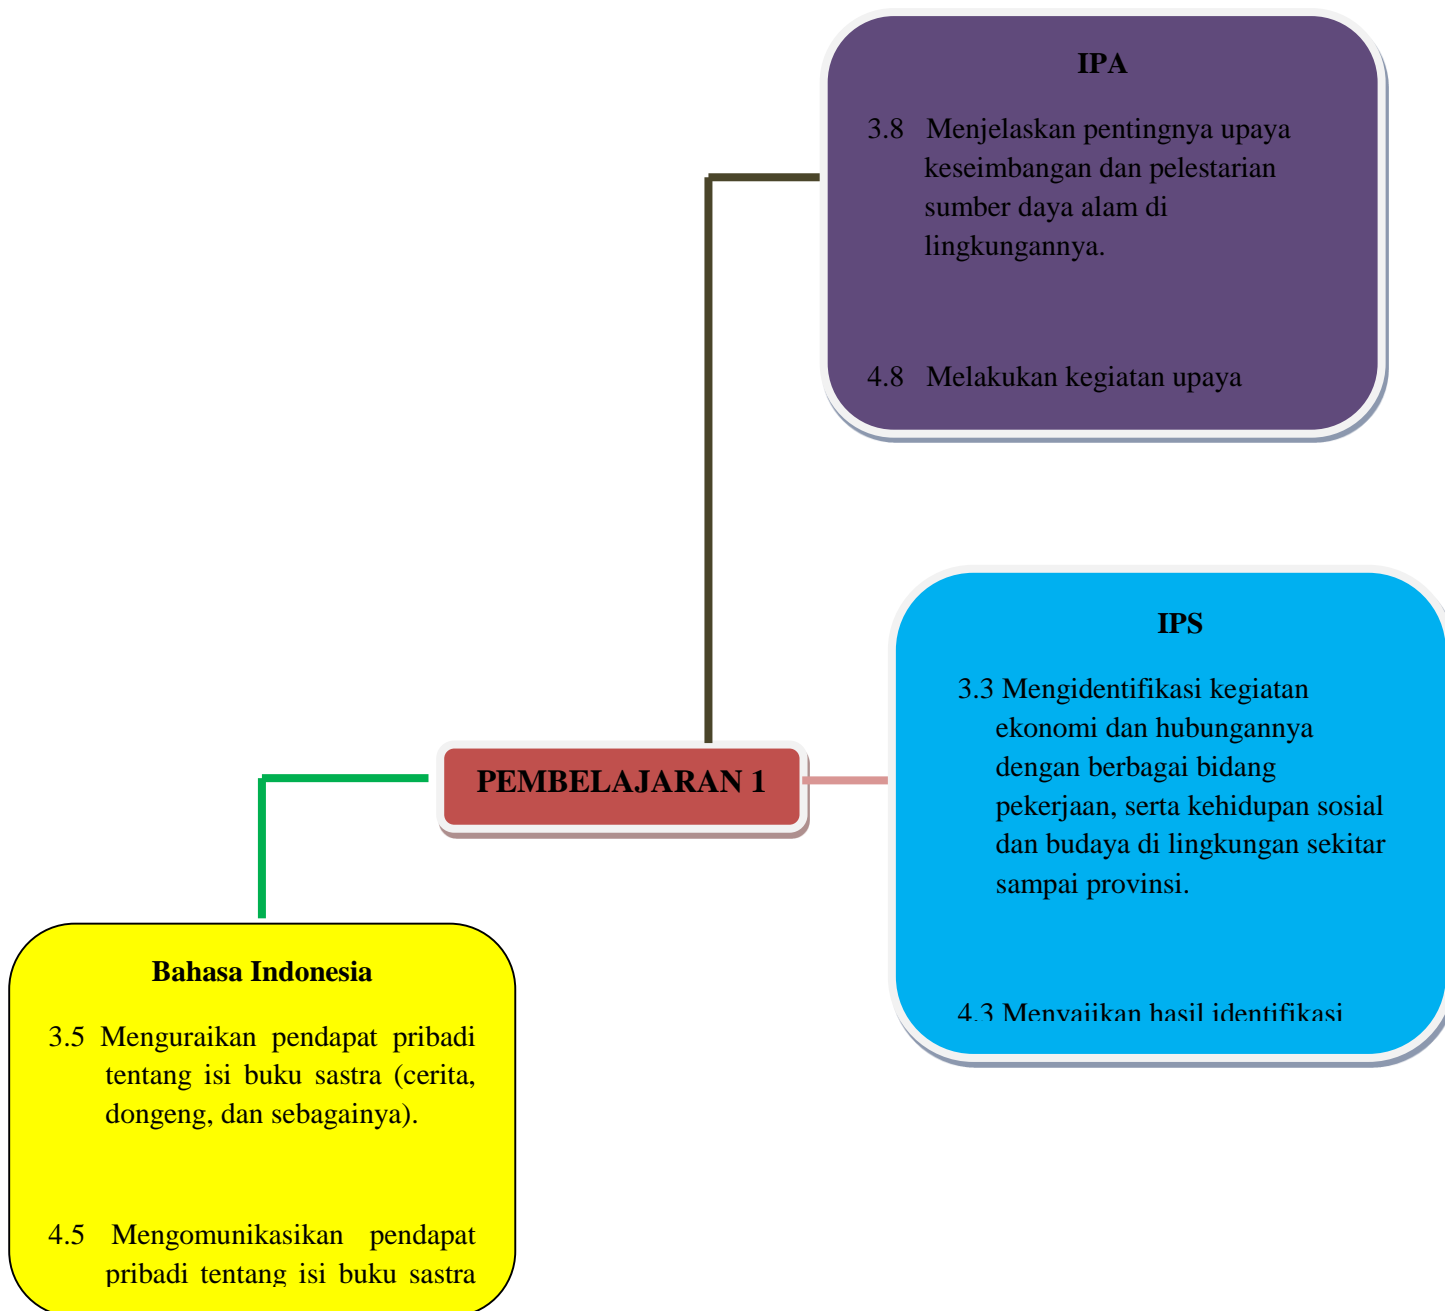 IPA
3.8 Menjelaskan pentingnya upaya
keseimbangan dan pelestarian
sumber daya alam di
lingkungannya.
4.8 Melakukan kegiatan upaya
IPS
3.3 Mengidentifikasi kegiatan
ekonomi dan hubungannya
dengan berbagai bidang
pekerjaan, serta kehidupan sosial
dan budaya di lingkungan sekitar
sampai provinsi.
4.3 Menyajikan hasil identifikasi
PEMBELAJARAN 1
Bahasa Indonesia
3.5 Menguraikan pendapat pribadi
tentang isi buku sastra (cerita,
dongeng, dan sebagainya).
4.5 Mengomunikasikan pendapat
pribadi tentang isi buku sastra